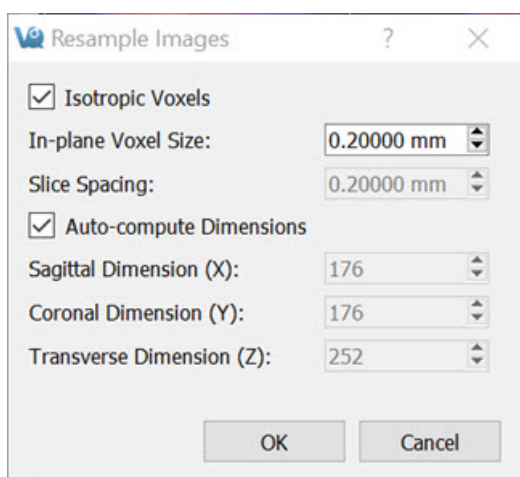 VQ Resample Images ? ×
Isotropic Voxels
In-plane Voxel Size: 0.20000 mm
Slice Spacing: 0.20000 mm
Auto-compute Dimensions
Sagittal Dimension (X): 176
Coronal Dimension (Y): 176
Transverse Dimension (Z): 252
OK Cancel